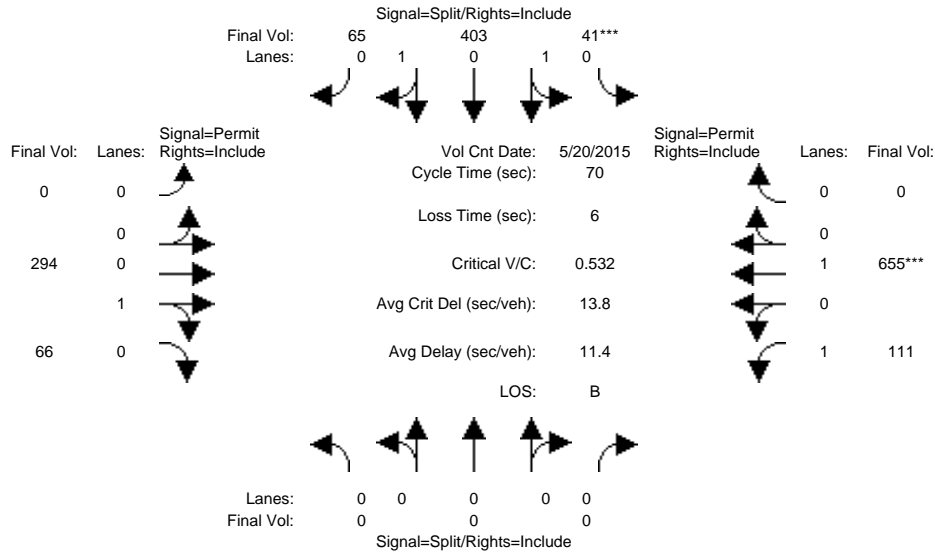 Signal=Split/Rights=Include
Final Vol: 65 403 41***
Lanes: 0 1 0 1 0
Signal=Permit
Final Vol: Lanes: Rights=Include
Vol Cnt Date: 5/20/2015
Signal=Permit
Rights=Include Lanes: Final Vol:
Cycle Time (sec): 70
0 0 0 0
Loss Time (sec): 6
0 0
294 0 Critical V/C: 0.532 1 655***
1 Avg Crit Del (sec/veh): 13.8 0
66 0 Avg Delay (sec/veh): 11.4 1 111
LOS: B
Lanes: 0 0 0 0 0
Final Vol: 0 0 0
Signal=Split/Rights=Include